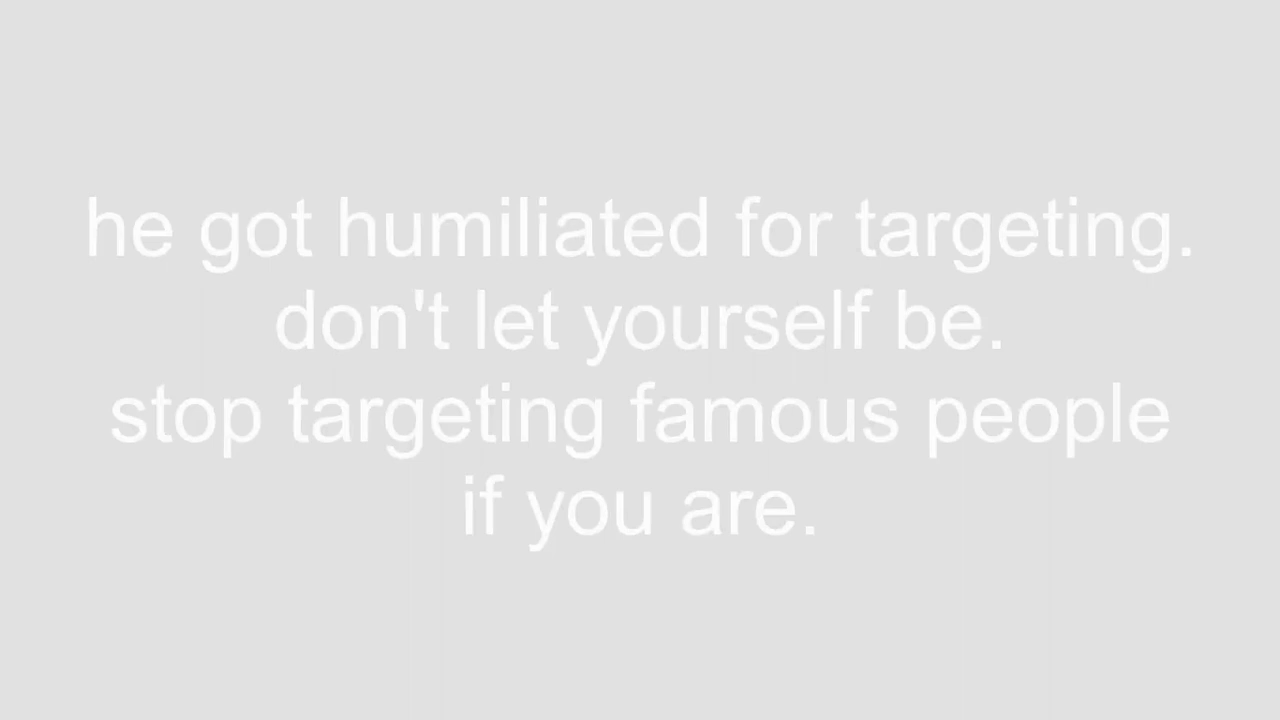 he got humiliated for targeting.
don't let yourself be.
stop targeting famous people
if you are.